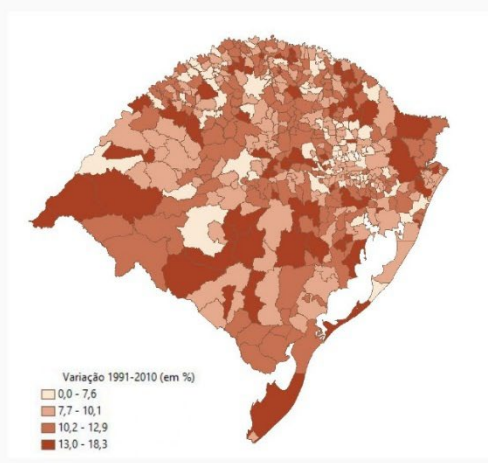 Variação 1991-2010 (em %)
0,0 - 7,6
7,7 - 10,1
10,2 - 12,9
13,0 - 18,3